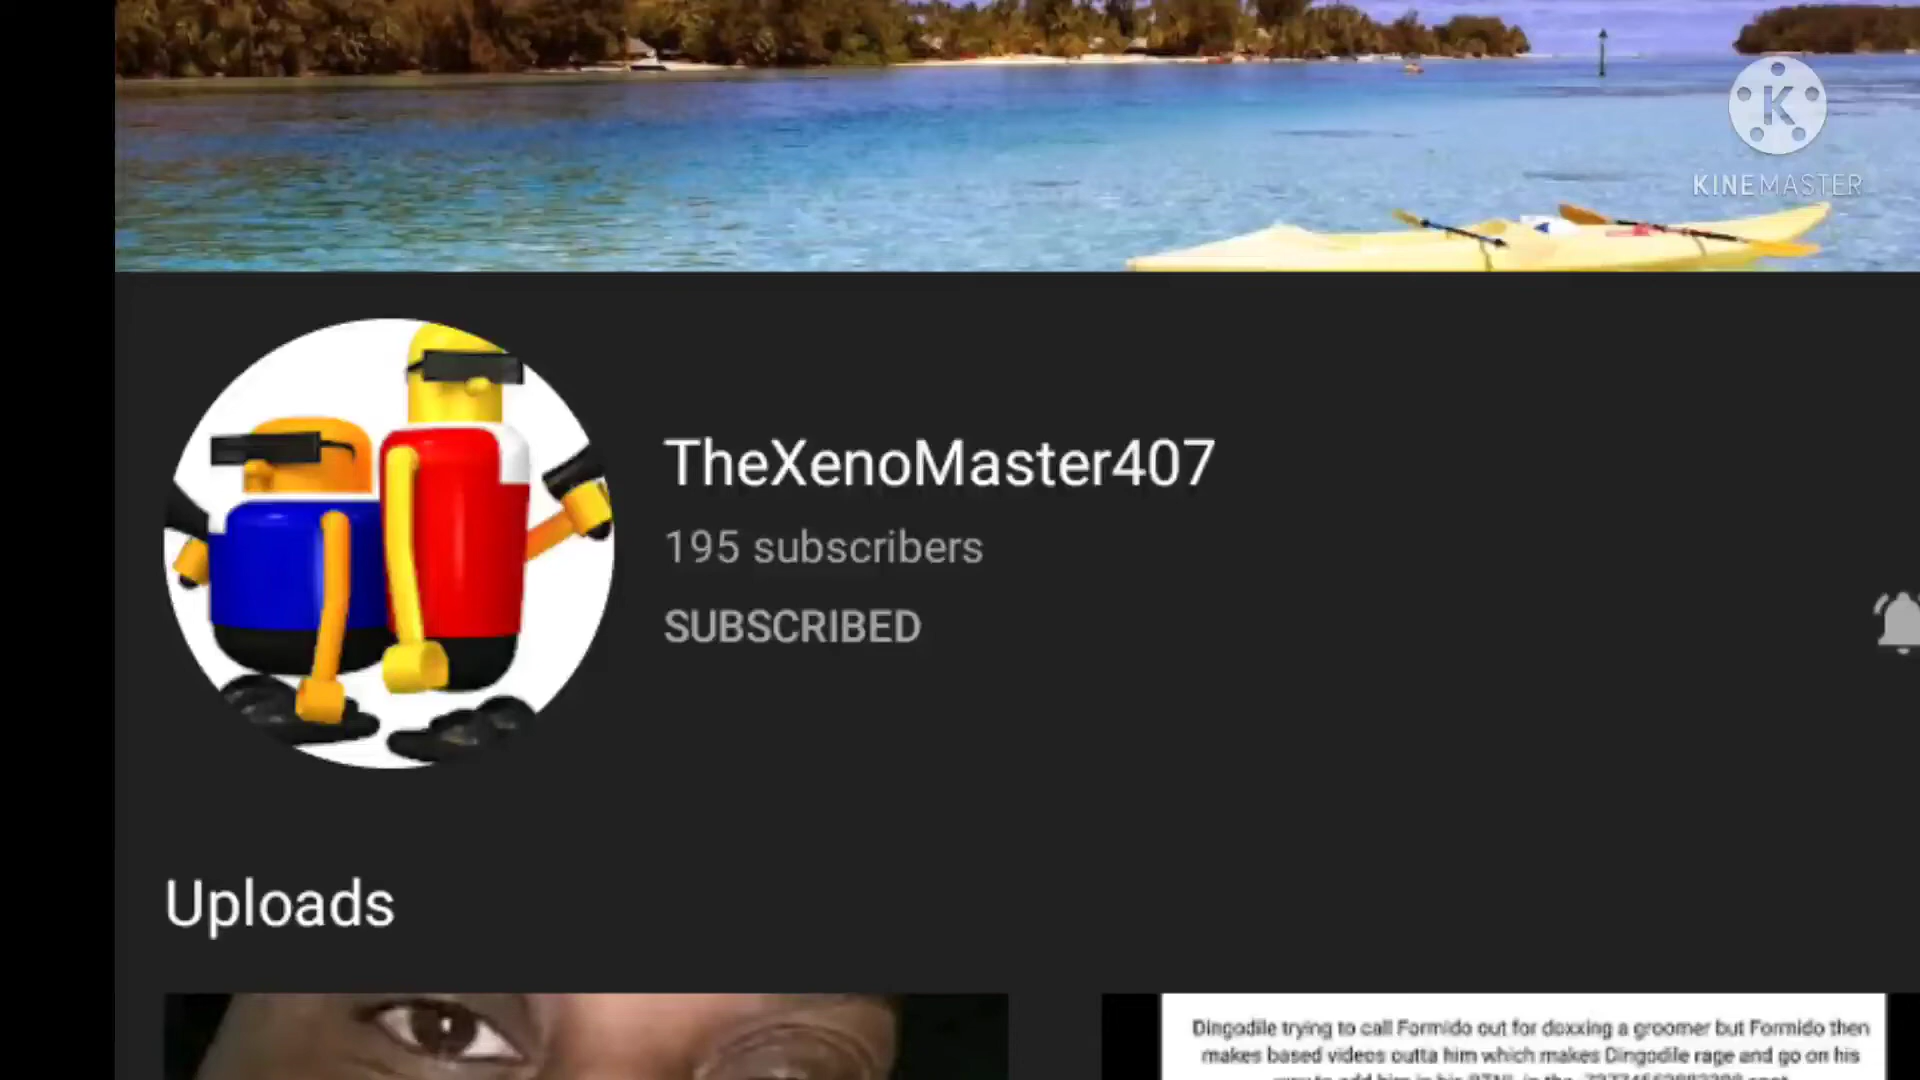 K
KINEMASTER
TheXenoMaster407
195 subscribers
SUBSCRIBED
Uploads
Dingodile trying to call Formido out for doxxing a groomer but Formido then
makes based videos outta him which makes Dingodile rage and go on his